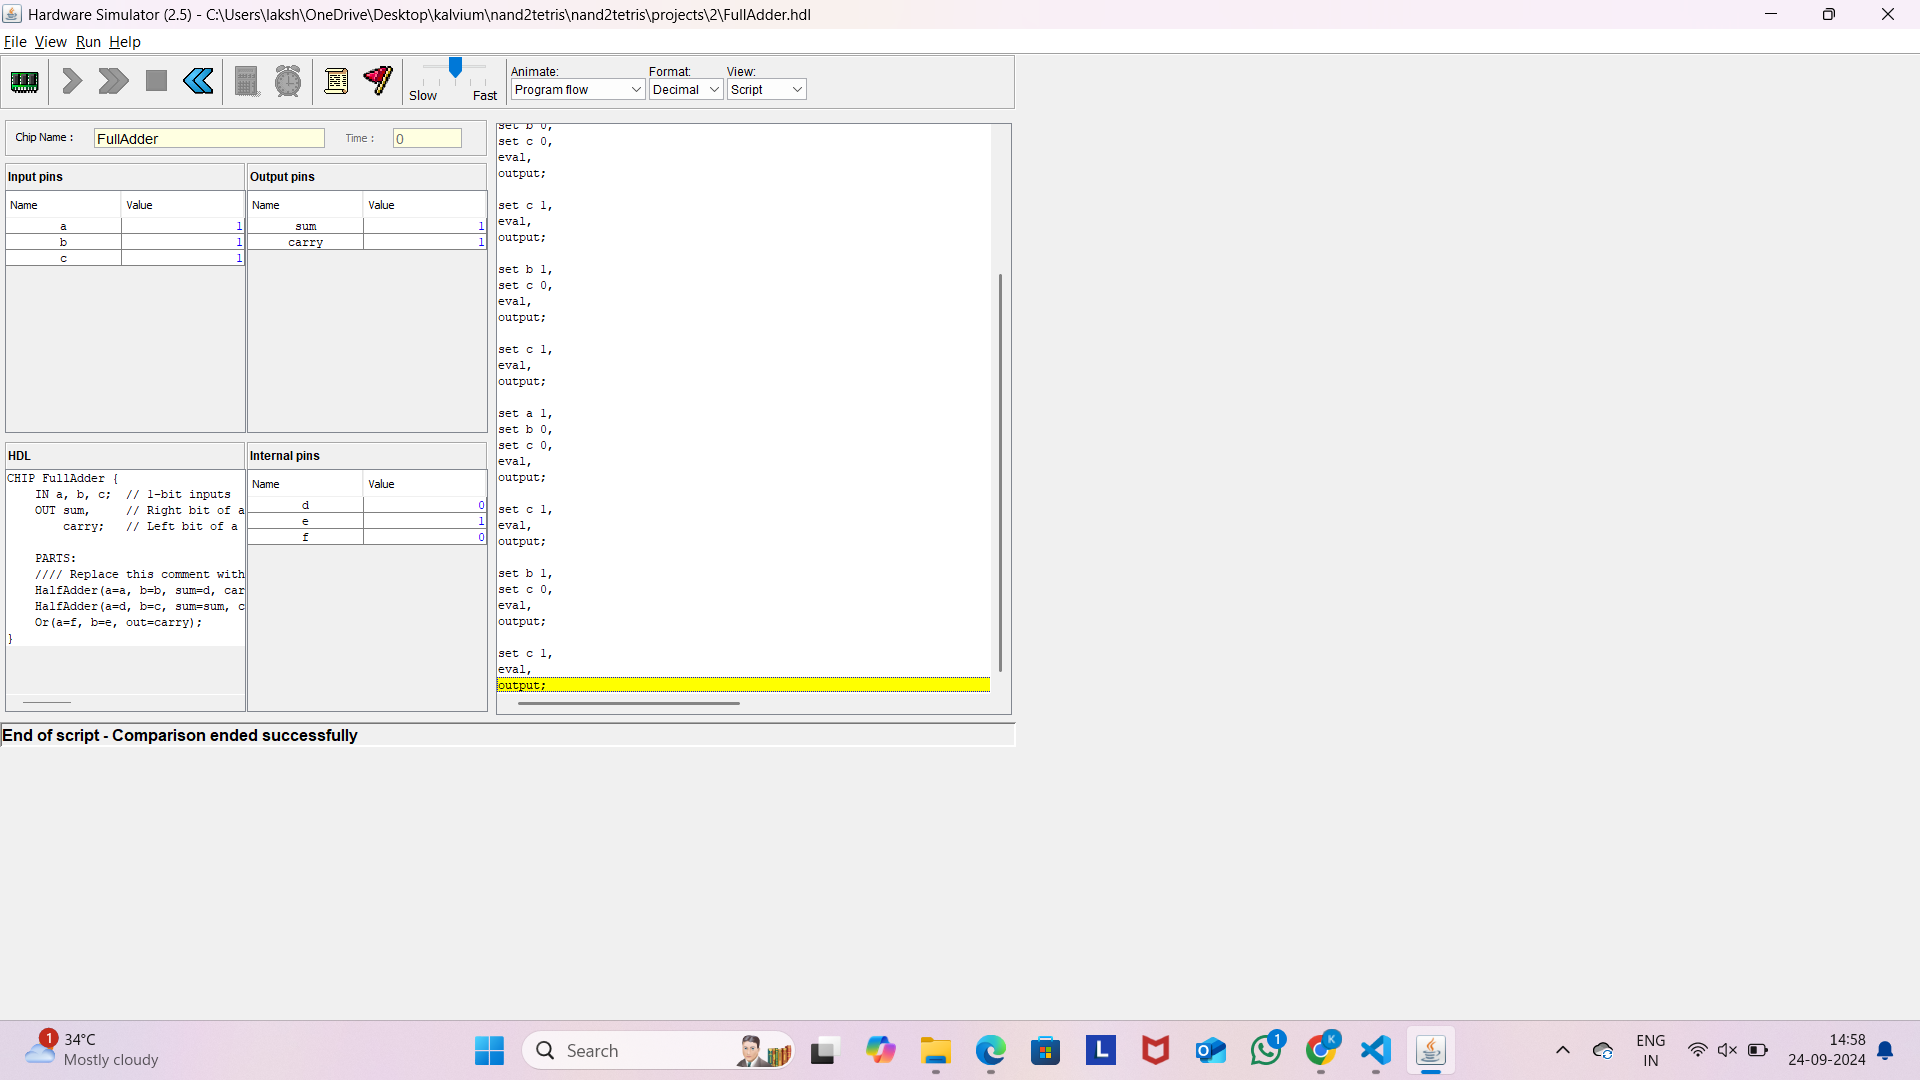 Hardware Simulator (2.5) - C:\Users\laksh\OneDrive\Desktop\kalvium\nand2tetris\nand2tetris\projects\2\FullAdder.hdl
File View Run Help
Slow Fast
Animate:
Program flow
Format:
Decimal
View:
Script
Chip Name :
FullAdder
Time :
0
Input pins
Name Value
a 1
b 1
c 1
Output pins
Name Value
sum 1
carry 1
HDL
CHIP FullAdder {
IN a, b, c; // 1-bit inputs
OUT sum, // Right bit of a
carry; // Left bit of a
PARTS:
//// Replace this comment with
HalfAdder(a=a, b=b, sum=d, car
HalfAdder(a=d, b=c, sum=sum, c
Or(a=f, b=e, out=carry);
}
Internal pins
Name Value
d 0
e 1
f 0
set b 0,
set c 0,
eval,
output;
set c 1,
eval,
output;
set b 1,
set c 0,
eval,
output;
set c 1,
eval,
output;
set a 1,
set b 0,
set c 0,
eval,
output;
set c 1,
eval,
output;
set b 1,
set c 0,
eval,
output;
set c 1,
eval,
output;
End of script - Comparison ended successfully
1
34°C
Mostly cloudy
Search
L
1
K
ENG
IN
14:58
24-09-2024